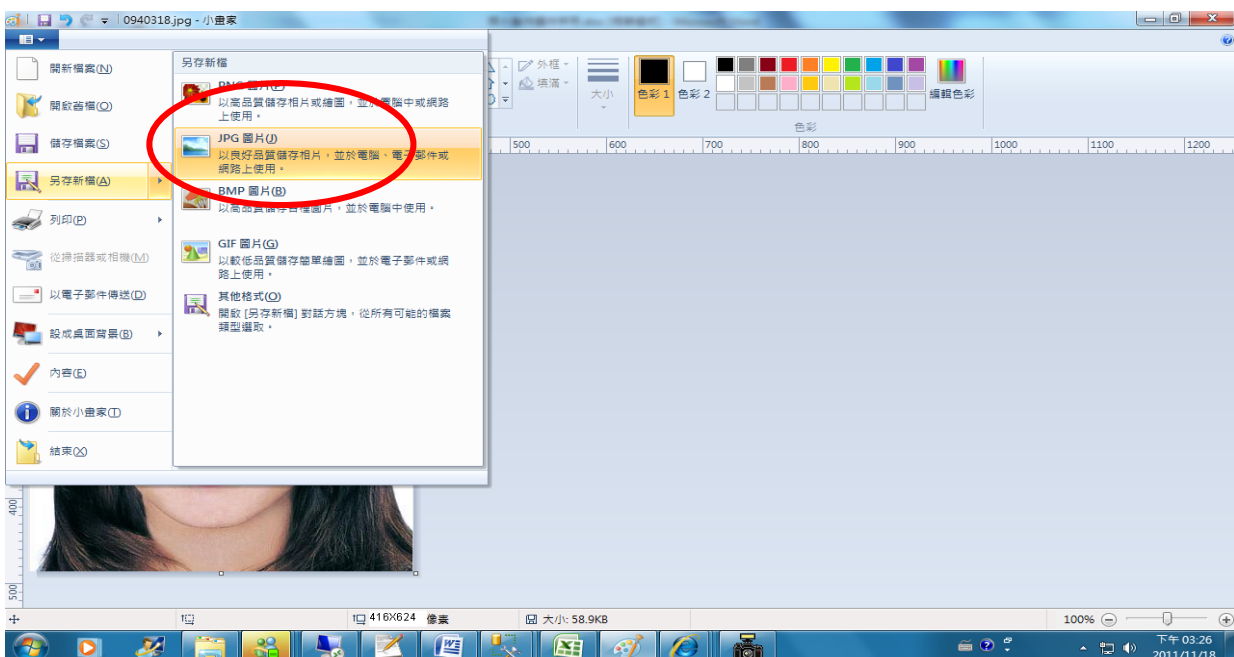 0940318.jpg - 小畫家
開新檔案(N)
開啟舊檔(O)
儲存檔案(S)
另存新檔(A)
列印(P)
從掃描器或相機(M)
以電子郵件傳送(D)
設成桌面背景(B)
內容(E)
關於小畫家(T)
結束(X)
另存新檔
PNG 圖片(P)
以高品質儲存相片或繪圖，並於電腦中或網路
上使用。
JPG 圖片(J)
以良好品質儲存相片，並於電腦、電子郵件或
網路上使用。
BMP 圖片(B)
以高品質儲存各種圖片，並於電腦中使用。
GIF 圖片(G)
以較低品質儲存簡單繪圖，並於電子郵件或網
路上使用。
其他格式(O)
開啟 [另存新檔] 對話方塊，從所有可能的檔案
類型選取。
外框
填滿
大小
色彩 1
色彩 2
編輯色彩
色彩
500 600 700 800 900 1000 1100 1200
400
500
416X624 像素
大小: 58.9KB
100%
下午 03:26
2011/11/18